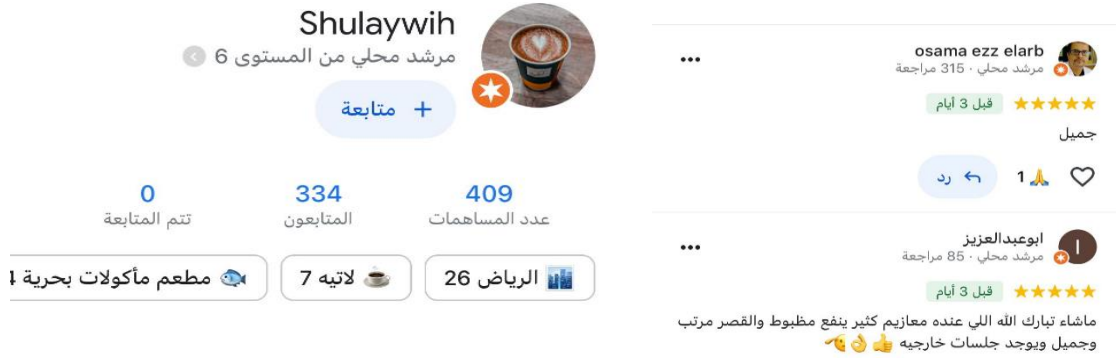 Shulaywih
مرشد محلي من المستوى 6
+ متابعة
409
عدد المساهمات
334
المتابعون
0
تتم المتابعة
الرياض 26
لاتيه 7
مطعم مأكولات بحرية
osama ezz elarb
مرشد محلي · 315 مراجعة
قبل 3 أيام
جميل
1
رد
ابوعبدالعزيز
مرشد محلي · 85 مراجعة
قبل 3 أيام
ماشاء تبارك الله اللي عنده معازيم كثير ينفع مظبوط والقصر مرتب
وجميل ويوجد جلسات خارجيه 👍👌🫡